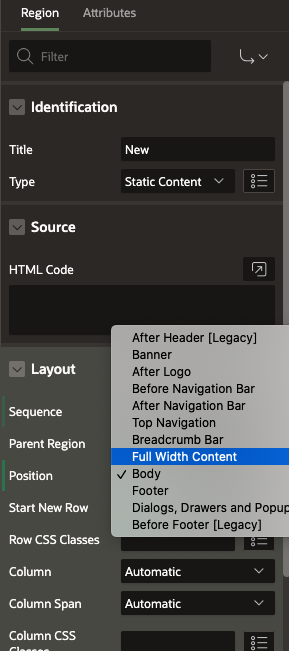 Region Attributes
Filter
Identification
Title New
Type Static Content
Source
HTML Code
Layout
Sequence
Parent Region
Position
Start New Row
Row CSS Classes
Column Automatic
Column Span Automatic
Column CSS
After Header [Legacy]
Banner
After Logo
Before Navigation Bar
After Navigation Bar
Top Navigation
Breadcrumb Bar
Full Width Content
✓ Body
Footer
Dialogs, Drawers and Popup
Before Footer [Legacy]